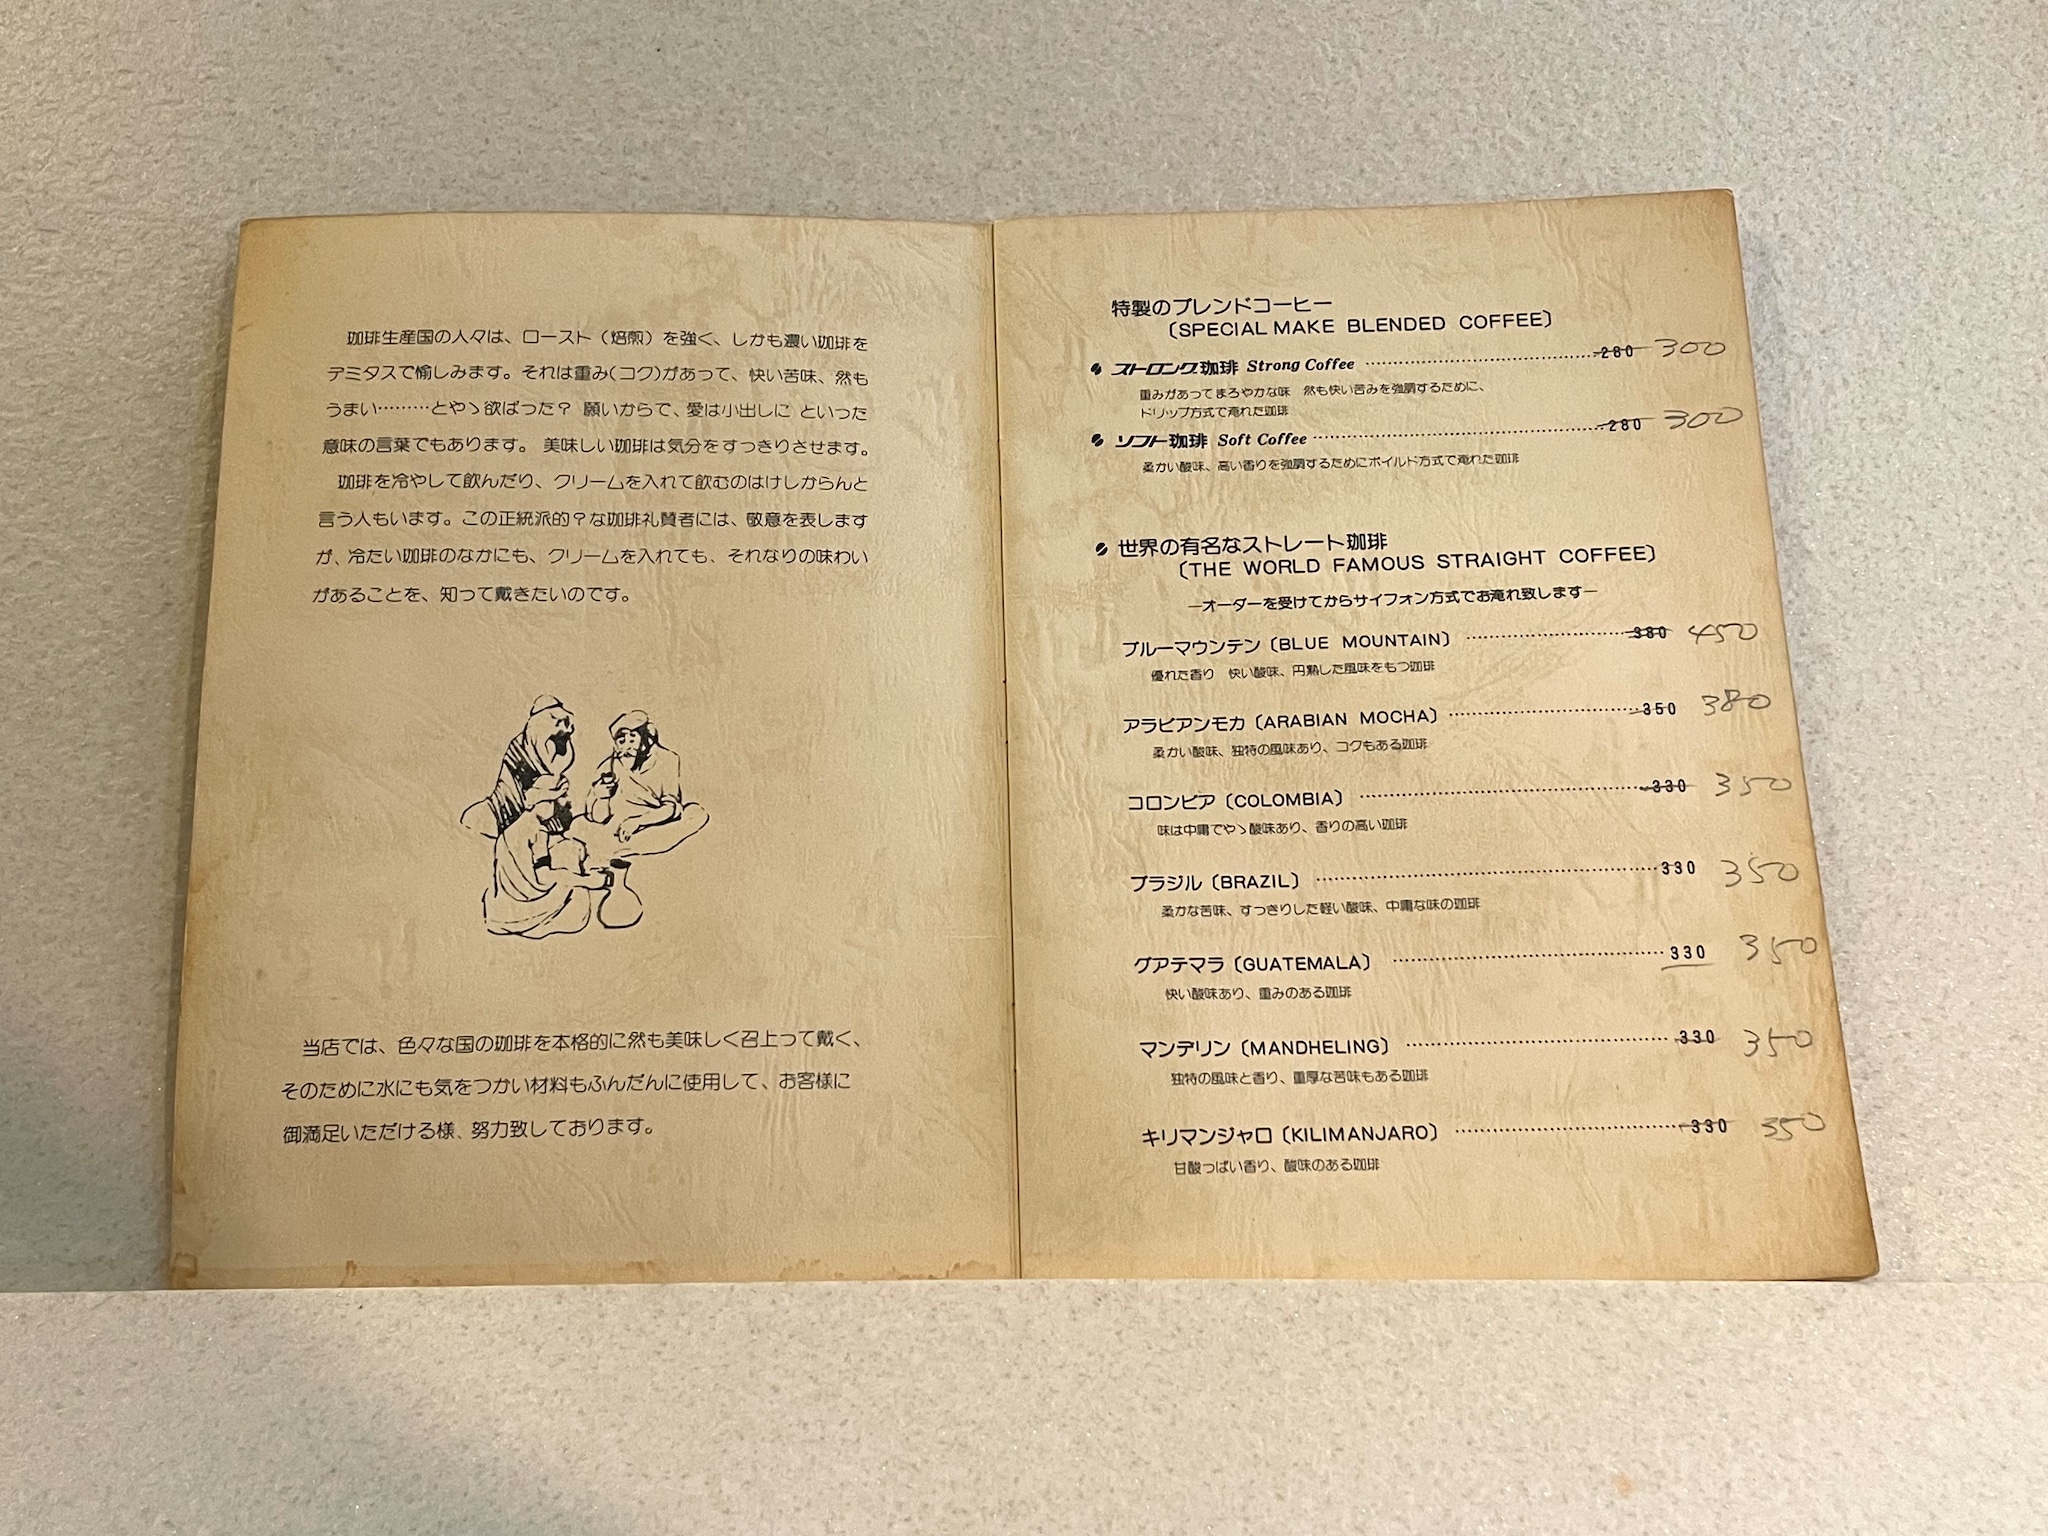 珈琲生産国の人々は、ロースト（焙煎）を強く、しかも濃い珈琲を
デミタスで愉しみます。それは重み(コク)があって、快い苦味、然も
うまい………とやゝ欲ばった？ 願いからで、愛は小出しに といった
意味の言葉でもあります。 美味しい珈琲は気分をすっきりさせます。
珈琲を冷やして飲んだり、クリームを入れて飲むのはけしからんと
言う人もいます。この正統派的？な珈琲礼賛者には、敬意を表します
が、冷たい珈琲のなかにも、クリームを入れても、それなりの味わい
があることを、知って戴きたいのです。
当店では、色々な国の珈琲を本格的に然も美味しく召上って戴く、
そのために水にも気をつかい材料もふんだんに使用して、お客様に
御満足いただける様、努力致しております。
特製のブレンドコーヒー
〔SPECIAL MAKE BLENDED COFFEE〕
ストロング珈琲 Strong Coffee ……………………………280 300
重みがあってまろやかな味 然も快い苦みを強調するために、
ドリップ方式で淹れた珈琲
ソフト珈琲 Soft Coffee ……………………………280 300
柔かい酸味、高い香りを強調するためにボイルド方式で淹れた珈琲
世界の有名なストレート珈琲
〔THE WORLD FAMOUS STRAIGHT COFFEE〕
―オーダーを受けてからサイフォン方式でお淹れ致します―
ブルーマウンテン〔BLUE MOUNTAIN〕……………………380 450
優れた香り 快い酸味、円熟した風味をもつ珈琲
アラビアンモカ〔ARABIAN MOCHA〕……………………350 380
柔かい酸味、独特の風味あり、コクもある珈琲
コロンビア〔COLOMBIA〕……………………………330 350
味は中庸でやゝ酸味あり、香りの高い珈琲
ブラジル〔BRAZIL〕………………………………330 350
柔かな苦味、すっきりした軽い酸味、中庸な味の珈琲
グアテマラ〔GUATEMALA〕……………………………330 350
快い酸味あり、重みのある珈琲
マンデリン〔MANDHELING〕……………………………330 350
独特の風味と香り、重厚な苦味もある珈琲
キリマンジャロ〔KILIMANJARO〕……………………330 350
甘酸っぱい香り、酸味のある珈琲